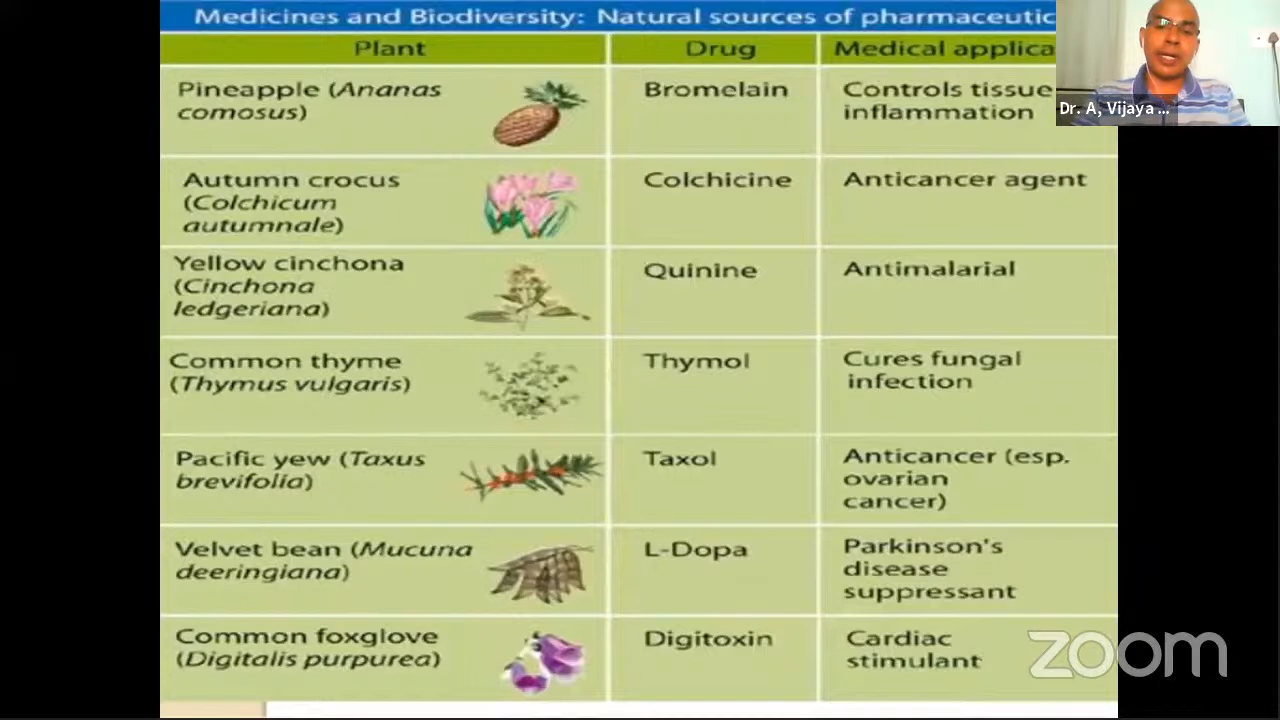 Medicines and Biodiversity: Natural sources of pharmaceutic
Plant Drug Medical applica
Pineapple (Ananas comosus) Bromelain Controls tissue inflammation
Autumn crocus (Colchicum autumnale) Colchicine Anticancer agent
Yellow cinchona (Cinchona ledgeriana) Quinine Antimalarial
Common thyme (Thymus vulgaris) Thymol Cures fungal infection
Pacific yew (Taxus brevifolia) Taxol Anticancer (esp. ovarian cancer)
Velvet bean (Mucuna deeringiana) L-Dopa Parkinson's disease suppressant
Common foxglove (Digitalis purpurea) Digitoxin Cardiac stimulant
Dr. A, Vijaya ...
zoom